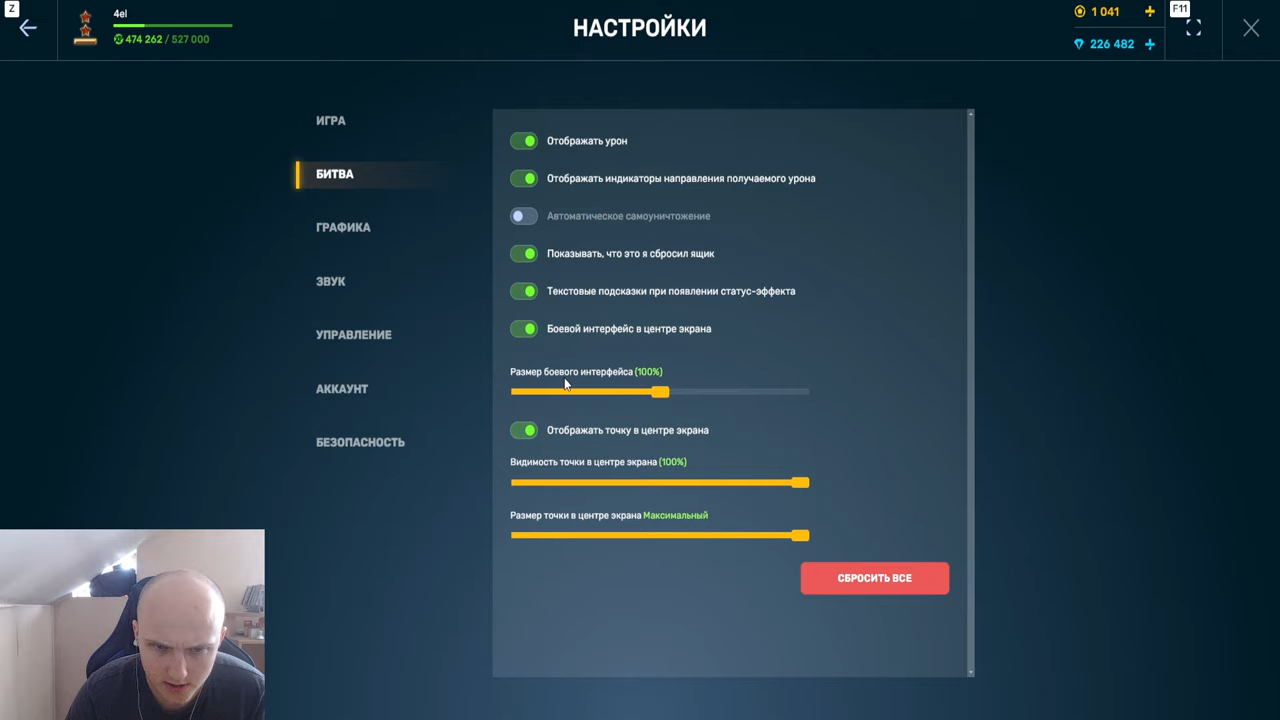 Z
4el
474 262 / 527 000
НАСТРОЙКИ
1 041
226 482
F11
ИГРА
БИТВА
ГРАФИКА
ЗВУК
УПРАВЛЕНИЕ
АККАУНТ
БЕЗОПАСНОСТЬ
Отображать урон
Отображать индикаторы направления получаемого урона
Автоматическое самоуничтожение
Показывать, что это я сбросил ящик
Текстовые подсказки при появлении статус-эффекта
Боевой интерфейс в центре экрана
Размер боевого интерфейса (100%)
Отображать точку в центре экрана
Видимость точки в центре экрана (100%)
Размер точки в центре экрана Максимальный
СБРОСИТЬ ВСЕ